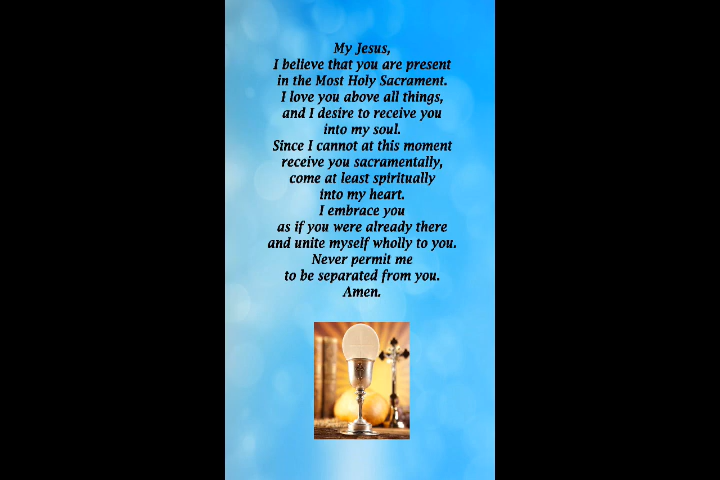 My Jesus,
I believe that you are present
in the Most Holy Sacrament.
I love you above all things,
and I desire to receive you
into my soul.
Since I cannot at this moment
receive you sacramentally,
come at least spiritually
into my heart.
I embrace you
as if you were already there
and unite myself wholly to you.
Never permit me
to be separated from you.
Amen.